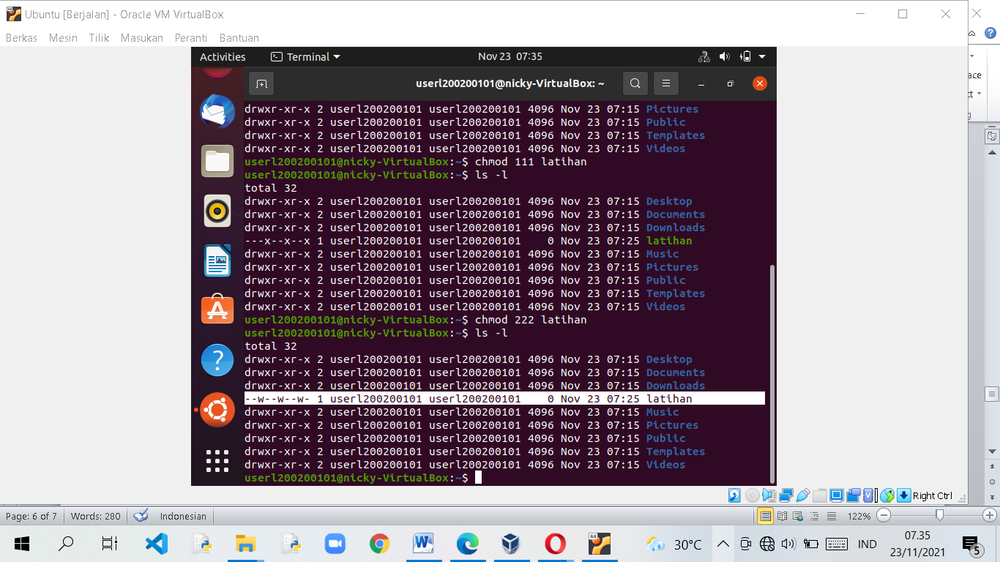 Ubuntu [Berjalan] - Oracle VM VirtualBox
Berkas Mesin Tilik Masukan Peranti Bantuan
Activities Terminal Nov 23 07:35
userl200200101@nicky-VirtualBox: ~
drwxr-xr-x 2 userl200200101 userl200200101 4096 Nov 23 07:15 Pictures
drwxr-xr-x 2 userl200200101 userl200200101 4096 Nov 23 07:15 Public
drwxr-xr-x 2 userl200200101 userl200200101 4096 Nov 23 07:15 Templates
drwxr-xr-x 2 userl200200101 userl200200101 4096 Nov 23 07:15 Videos
userl200200101@nicky-VirtualBox:~$ chmod 111 latihan
userl200200101@nicky-VirtualBox:~$ ls -l
total 32
drwxr-xr-x 2 userl200200101 userl200200101 4096 Nov 23 07:15 Desktop
drwxr-xr-x 2 userl200200101 userl200200101 4096 Nov 23 07:15 Documents
drwxr-xr-x 2 userl200200101 userl200200101 4096 Nov 23 07:15 Downloads
---x--x--x 1 userl200200101 userl200200101    0 Nov 23 07:25 latihan
drwxr-xr-x 2 userl200200101 userl200200101 4096 Nov 23 07:15 Music
drwxr-xr-x 2 userl200200101 userl200200101 4096 Nov 23 07:15 Pictures
drwxr-xr-x 2 userl200200101 userl200200101 4096 Nov 23 07:15 Public
drwxr-xr-x 2 userl200200101 userl200200101 4096 Nov 23 07:15 Templates
drwxr-xr-x 2 userl200200101 userl200200101 4096 Nov 23 07:15 Videos
userl200200101@nicky-VirtualBox:~$ chmod 222 latihan
userl200200101@nicky-VirtualBox:~$ ls -l
total 32
drwxr-xr-x 2 userl200200101 userl200200101 4096 Nov 23 07:15 Desktop
drwxr-xr-x 2 userl200200101 userl200200101 4096 Nov 23 07:15 Documents
drwxr-xr-x 2 userl200200101 userl200200101 4096 Nov 23 07:15 Downloads
--w--w--w- 1 userl200200101 userl200200101    0 Nov 23 07:25 latihan
drwxr-xr-x 2 userl200200101 userl200200101 4096 Nov 23 07:15 Music
drwxr-xr-x 2 userl200200101 userl200200101 4096 Nov 23 07:15 Pictures
drwxr-xr-x 2 userl200200101 userl200200101 4096 Nov 23 07:15 Public
drwxr-xr-x 2 userl200200101 userl200200101 4096 Nov 23 07:15 Templates
drwxr-xr-x 2 userl200200101 userl200200101 4096 Nov 23 07:15 Videos
userl200200101@nicky-VirtualBox:~$
Right Ctrl
Page: 6 of 7 Words: 280 Indonesian 122%
30°C IND 07.35
23/11/2021 5